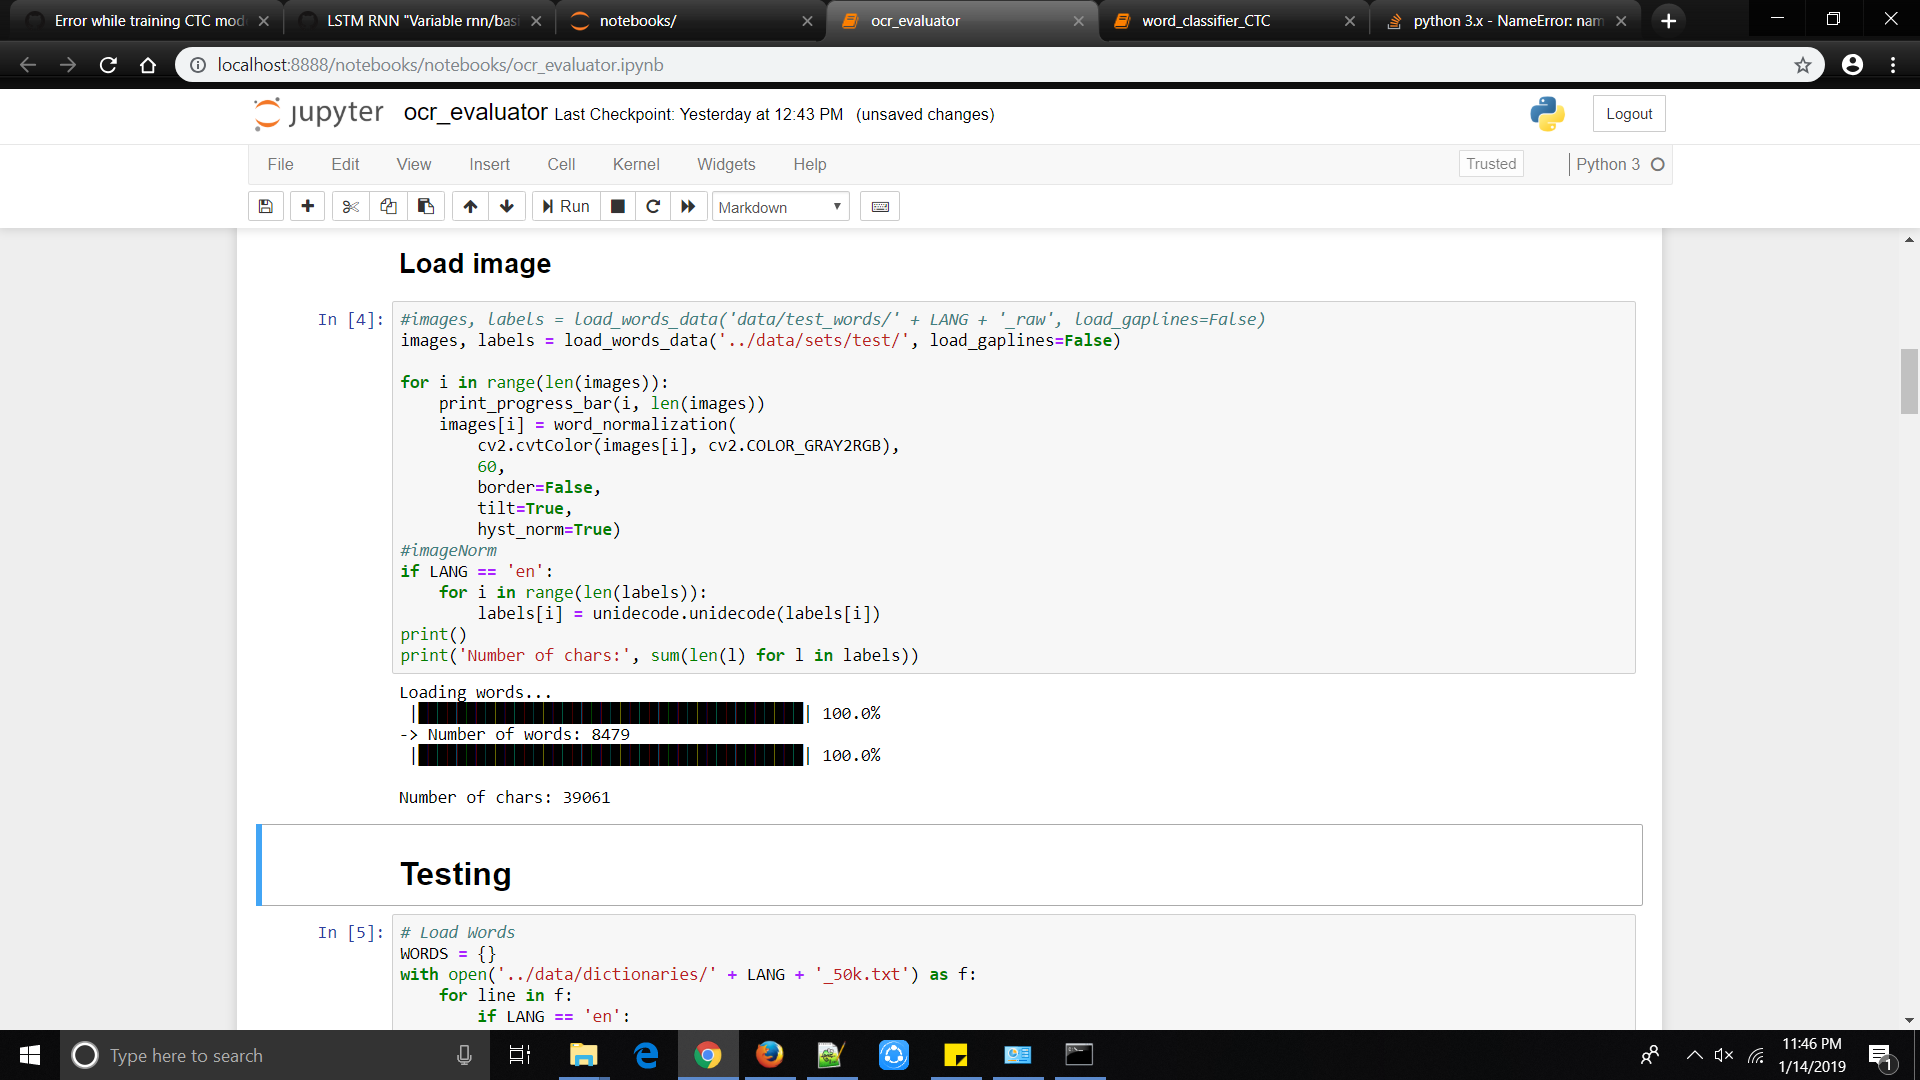 Error while training CTC mod
LSTM RNN "Variable rnn/basi
notebooks/
ocr_evaluator
word_classifier_CTC
python 3.x - NameError: nam
localhost:8888/notebooks/notebooks/ocr_evaluator.ipynb
jupyter ocr_evaluator Last Checkpoint: Yesterday at 12:43 PM (unsaved changes)
Logout
File Edit View Insert Cell Kernel Widgets Help
Trusted
Python 3
Run
Markdown
Load image
In [4]:
#images, labels = load_words_data('data/test_words/' + LANG + '_raw', load_gaplines=False)
images, labels = load_words_data('../data/sets/test/', load_gaplines=False)
for i in range(len(images)):
    print_progress_bar(i, len(images))
    images[i] = word_normalization(
        cv2.cvtColor(images[i], cv2.COLOR_GRAY2RGB),
        60,
        border=False,
        tilt=True,
        hyst_norm=True)
#imageNorm
if LANG == 'en':
    for i in range(len(labels)):
        labels[i] = unidecode.unidecode(labels[i])
print()
print('Number of chars:', sum(len(l) for l in labels))
Loading words...
| | 100.0%
-> Number of words: 8479
| | 100.0%
Number of chars: 39061
Testing
In [5]:
# Load Words
WORDS = {}
with open('../data/dictionaries/' + LANG + '_50k.txt') as f:
    for line in f:
        if LANG == 'en':
Type here to search
11:46 PM
1/14/2019
1